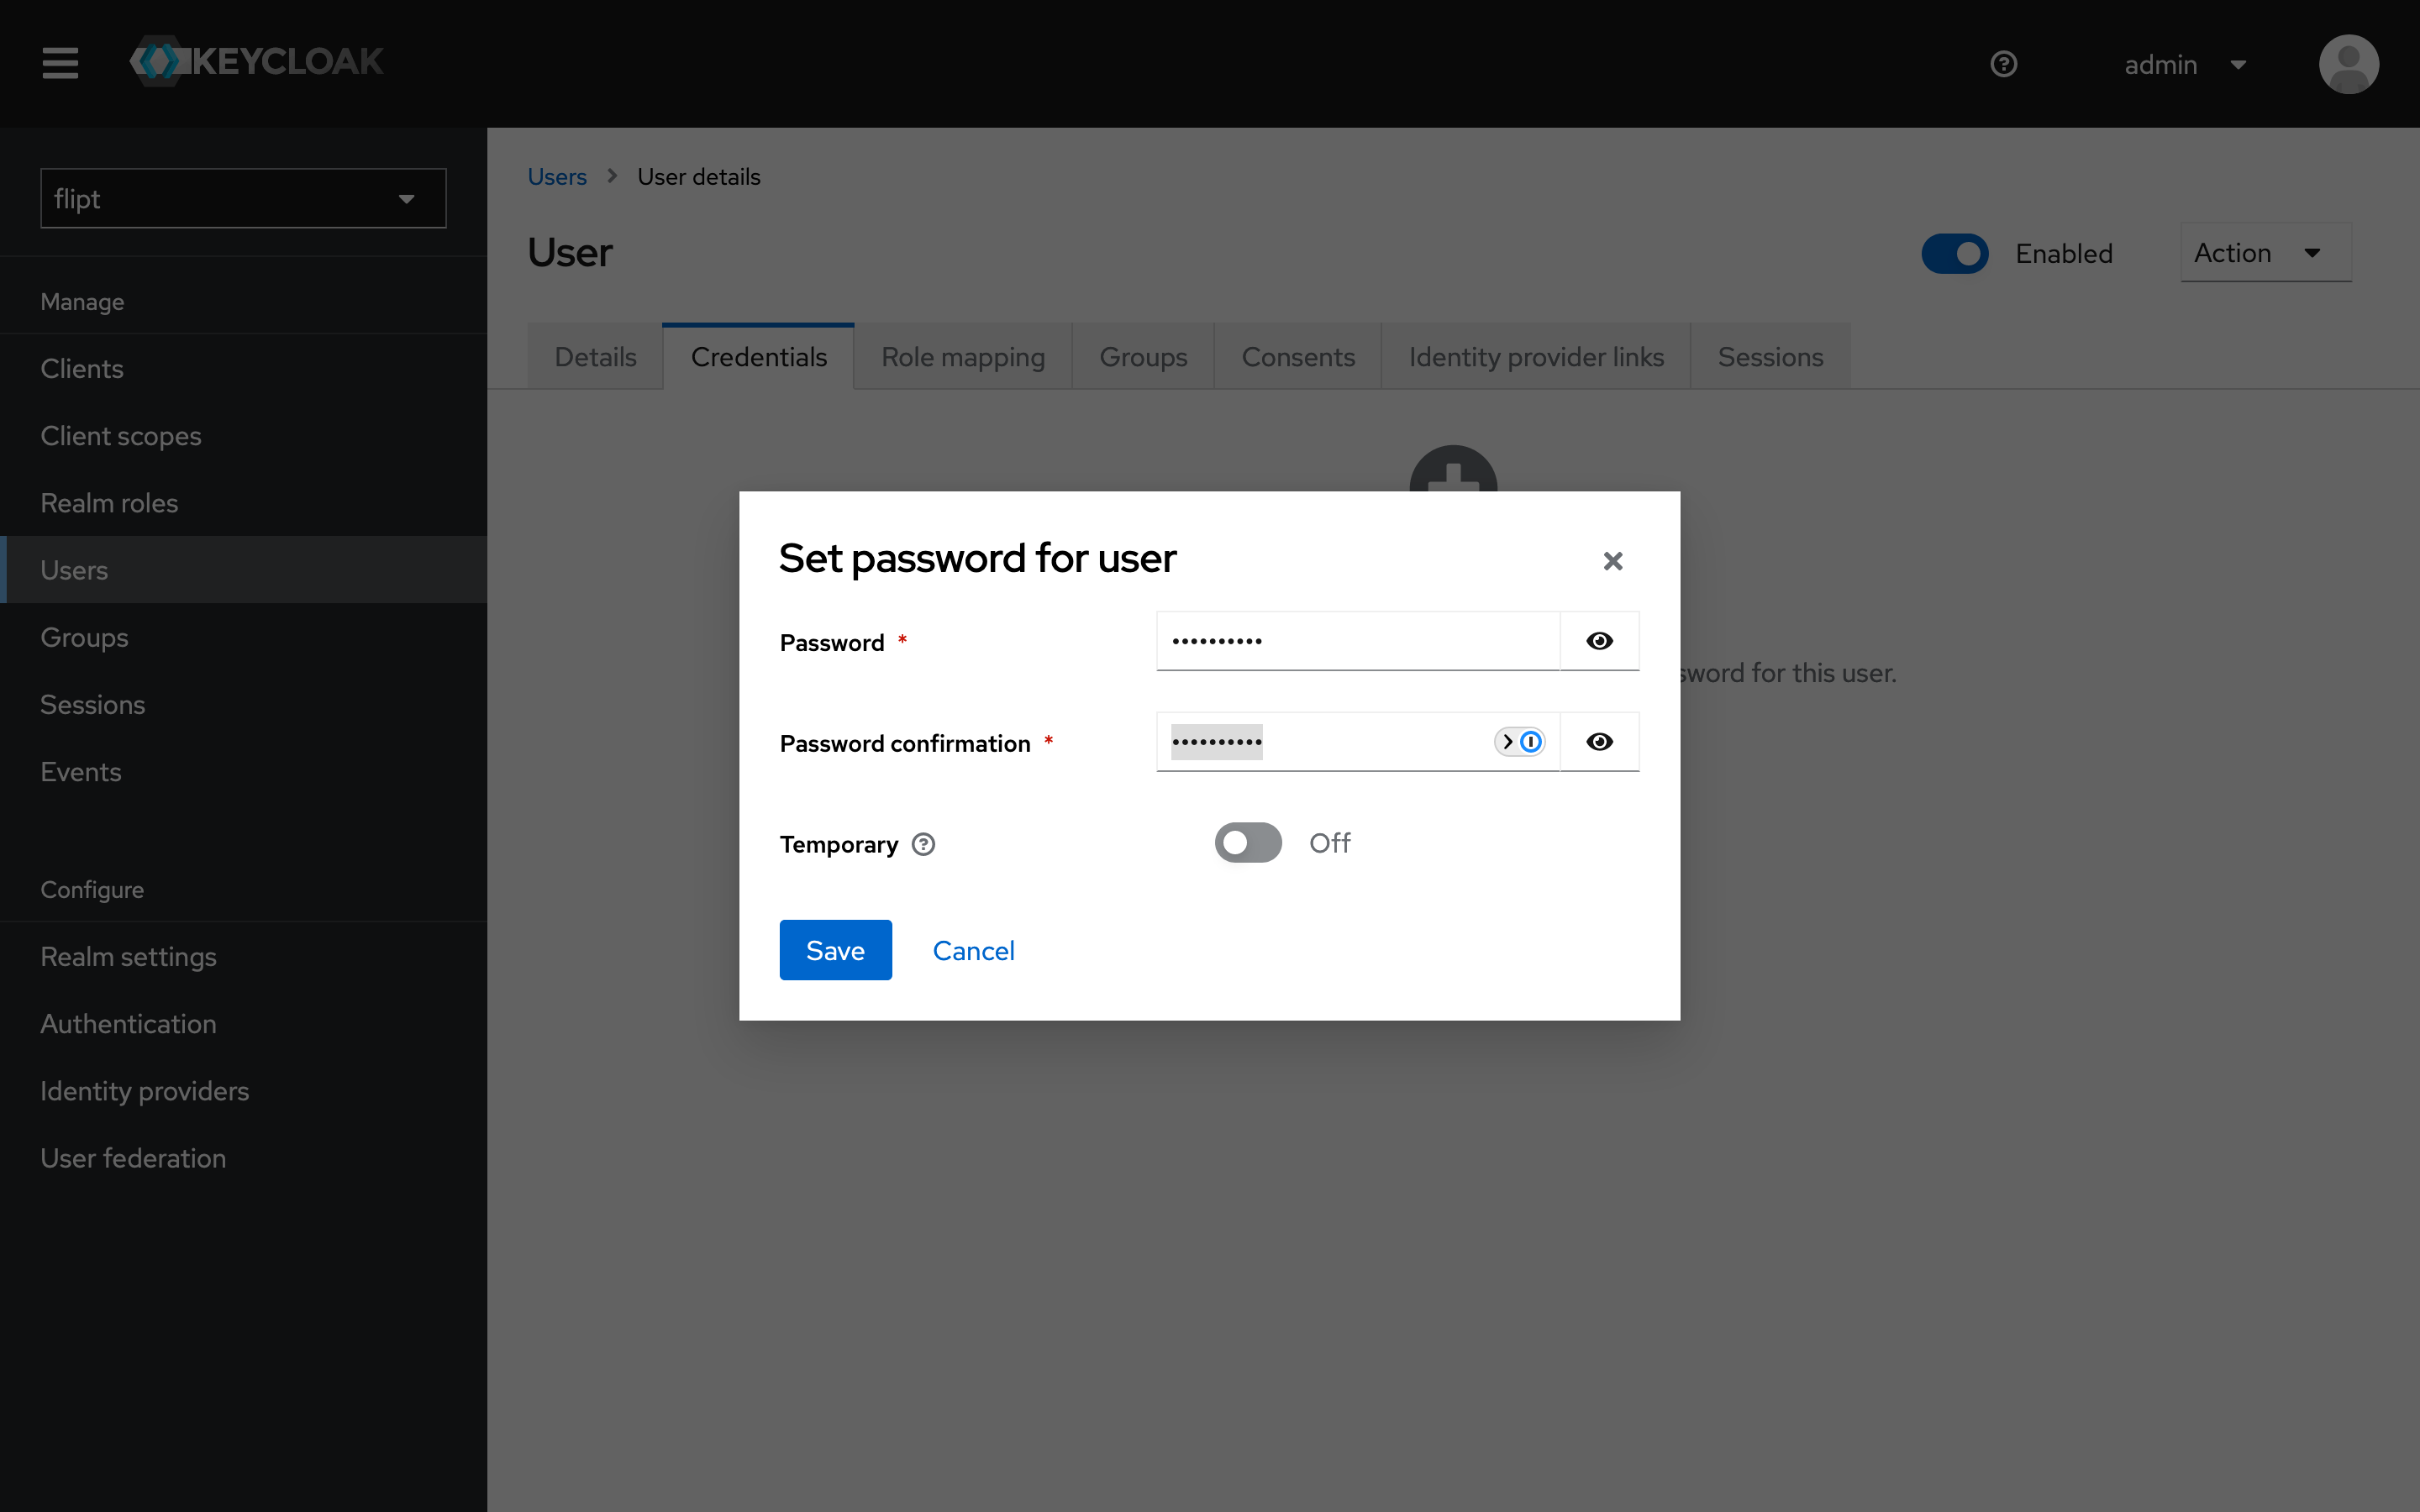 KEYCLOAK
admin
flipt
Manage
Clients
Client scopes
Realm roles
Users
Groups
Sessions
Events
Configure
Realm settings
Authentication
Identity providers
User federation
Users > User details
User
Enabled
Action
Details Credentials Role mapping Groups Consents Identity provider links Sessions
sword for this user.
Set password for user
Password *
••••••••••
Password confirmation *
••••••••••
Temporary
Off
Save Cancel